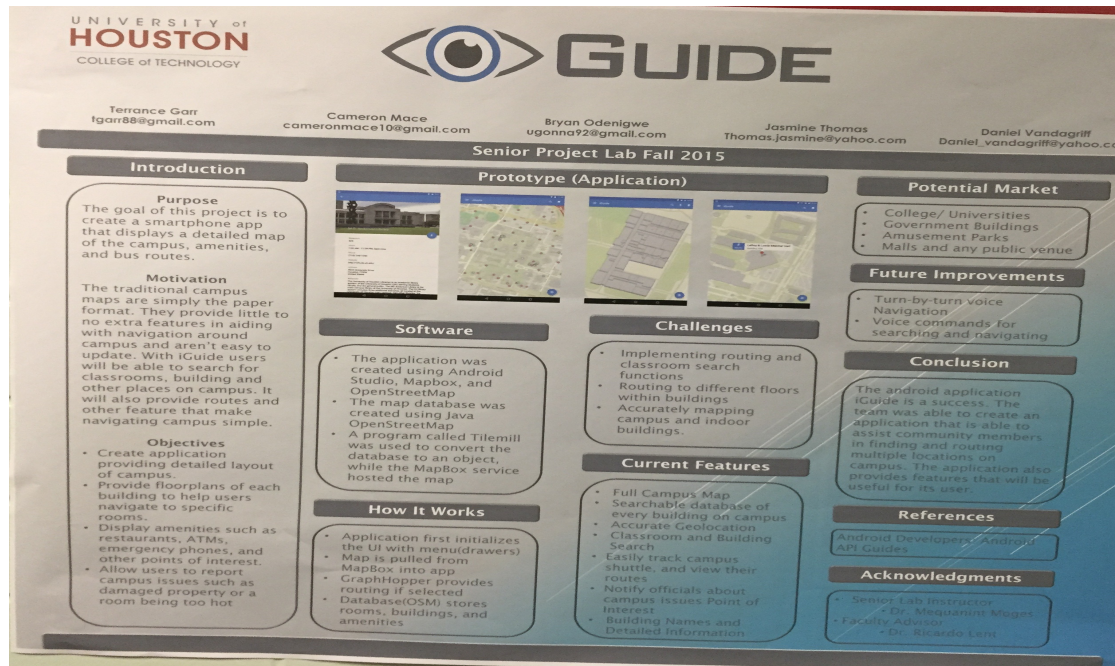 UNIVERSITY of
HOUSTON
COLLEGE of TECHNOLOGY
GUIDE
Terrance Garr
tgarr88@gmail.com
Cameron Mace
cameronmace10@gmail.com
Bryan Odenigwe
ugonna92@gmail.com
Jasmine Thomas
Thomas.jasmine@yahoo.com
Daniel Vandagriff
Daniel_vandagriff@yahoo.c
Senior Project Lab Fall 2015
Introduction
Purpose
The goal of this project is to
create a smartphone app
that displays a detailed map
of the campus, amenities,
and bus routes.
Motivation
The traditional campus
maps are simply the paper
format. They provide little to
no extra features in aiding
with navigation around
campus and aren't easy to
update. With iGuide users
will be able to search for
classrooms, building and
other places on campus. It
will also provide routes and
other feature that make
navigating campus simple.
Objectives
• Create application
providing detailed layout
of campus.
• Provide floorplans of each
building to help users
navigate to specific
rooms.
• Display amenities such as
restaurants, ATMs,
emergency phones, and
other points of interest.
• Allow users to report
campus issues such as
damaged property or a
room being too hot
Prototype (Application)
Software
• The application was
created using Android
Studio, Mapbox, and
OpenStreetMap
• The map database was
created using Java
OpenStreetMap
• A program called Tilemill
was used to convert the
database to an object,
while the MapBox service
hosted the map
How It Works
• Application first initializes
the UI with menu(drawers)
• Map is pulled from
MapBox into app
• GraphHopper provides
routing if selected
• Database(OSM) stores
rooms, buildings, and
amenities
Challenges
• Implementing routing and
classroom search
functions
• Routing to different floors
within buildings
• Accurately mapping
campus and indoor
buildings.
Current Features
• Full Campus Map
• Searchable database of
every building on campus
• Accurate Geolocation
• Classroom and Building
Search
• Easily track campus
shuttle, and view their
routes
• Notify officials about
campus issues Point of
Interest
• Building Names and
Detailed Information
Potential Market
• College/ Universities
• Government Buildings
• Amusement Parks
• Malls and any public venue
Future Improvements
• Turn-by-turn voice
Navigation
• Voice commands for
searching and navigating
Conclusion
The android application
iGuide is a success. The
team was able to create an
application that is able to
assist community members
in finding and routing
multiple locations on
campus. The application also
provides features that will be
useful for its user.
References
Android Developers: Android
API Guides
Acknowledgments
• Senior Lab Instructor
• Dr. Mequanint Moges
• Faculty Advisor
• Dr. Ricardo Lent